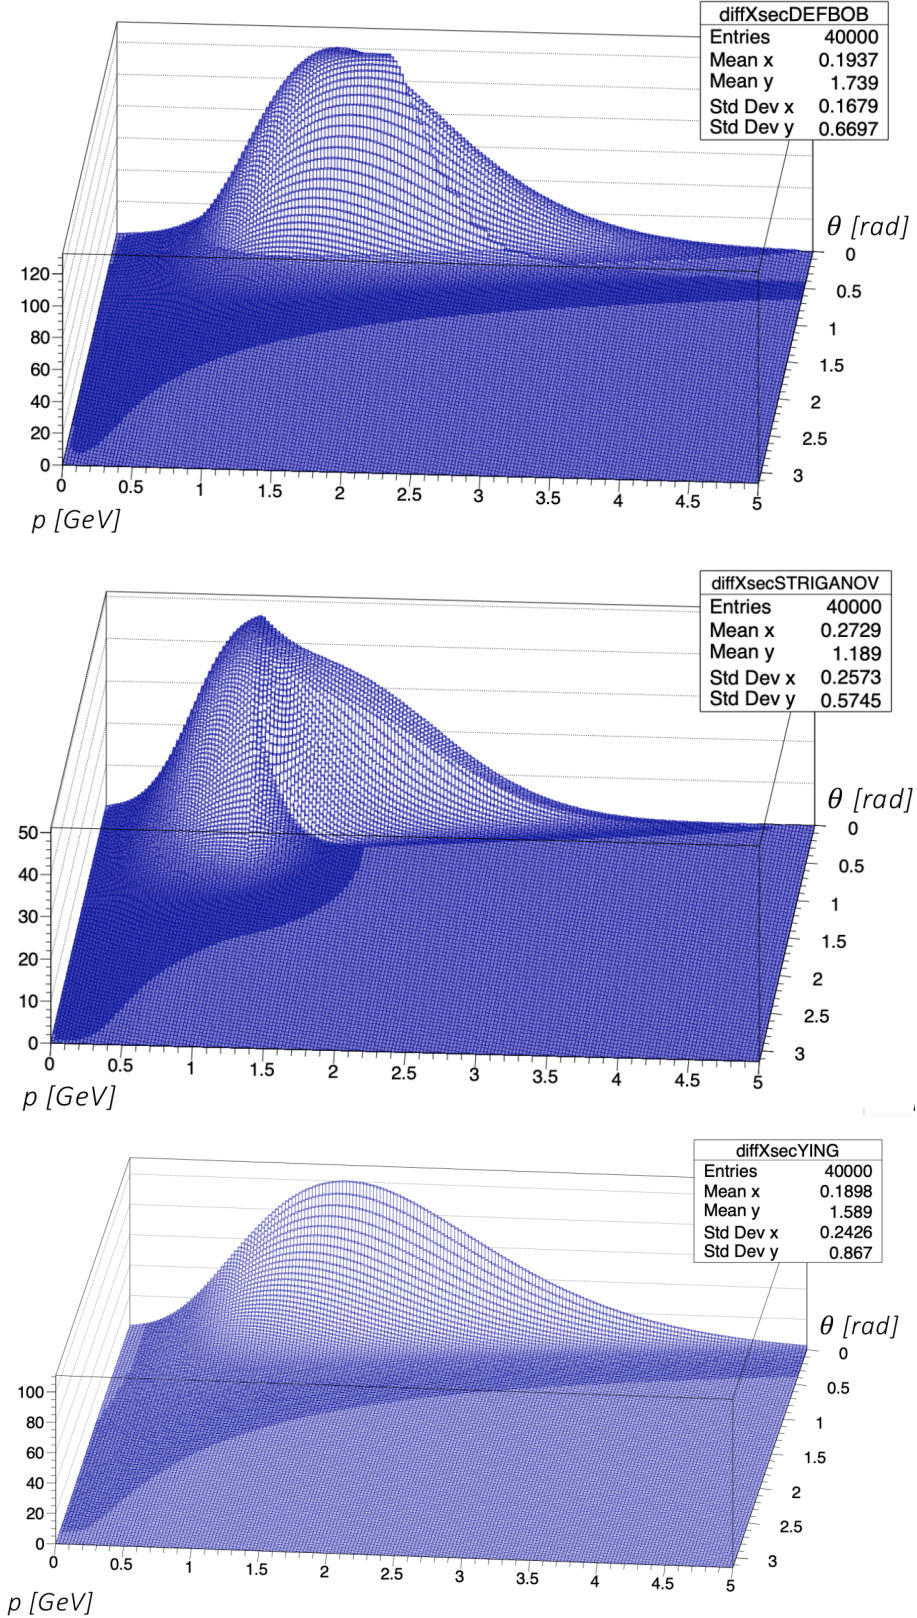 diffXsecDEFBOB
Entries 40000
Mean x 0.1937
Mean y 1.739
Std Dev x 0.1679
Std Dev y 0.6697
θ [rad]
0
0.5
1
1.5
2
2.5
3
120
100
80
60
40
20
0
0 0.5 1 1.5 2 2.5 3 3.5 4 4.5 5
p [GeV]
diffXsecSTRIGANOV
Entries 40000
Mean x 0.2729
Mean y 1.189
Std Dev x 0.2573
Std Dev y 0.5745
θ [rad]
0
0.5
1
1.5
2
2.5
3
50
40
30
20
10
0
0 0.5 1 1.5 2 2.5 3 3.5 4 4.5 5
p [GeV]
diffXsecYING
Entries 40000
Mean x 0.1898
Mean y 1.589
Std Dev x 0.2426
Std Dev y 0.867
θ [rad]
0
0.5
1
1.5
2
2.5
3
100
80
60
40
20
0
0 0.5 1 1.5 2 2.5 3 3.5 4 4.5 5
p [GeV]